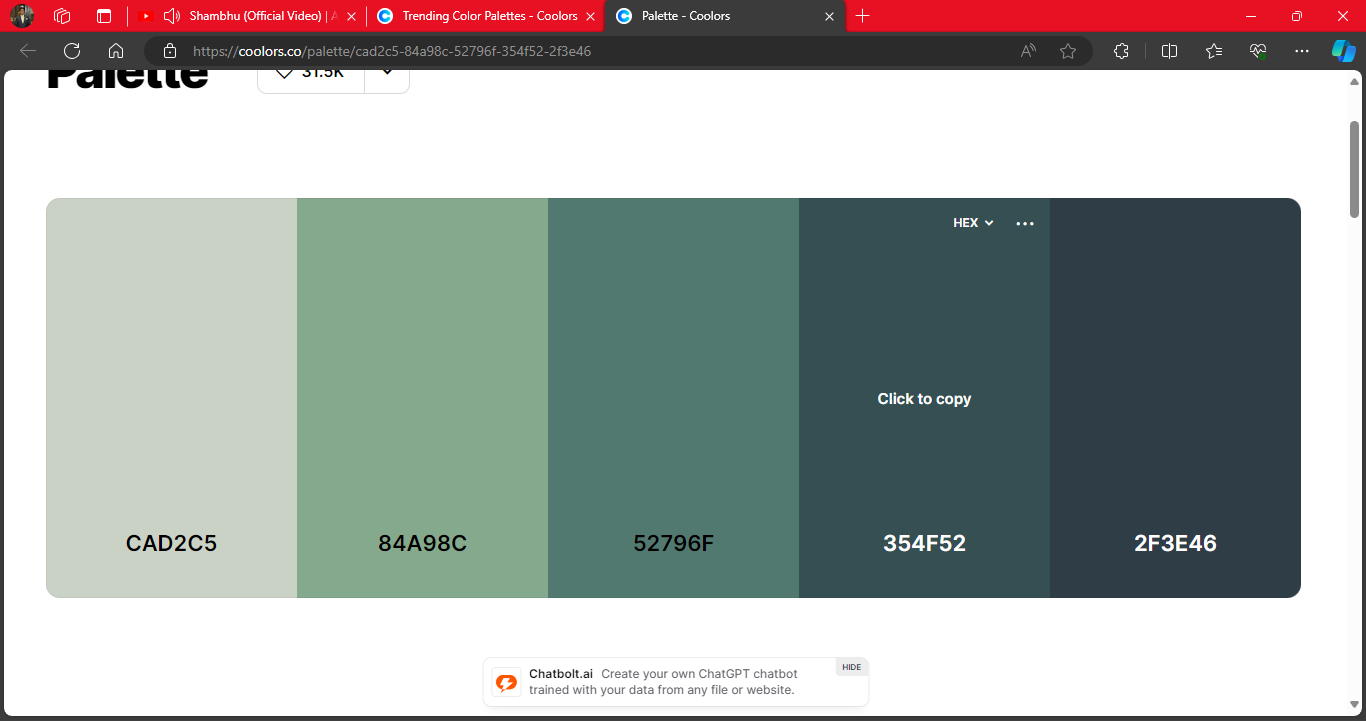 Shambhu (Official Video) | A
Trending Color Palettes - Coolors
Palette - Coolors
https://coolors.co/palette/cad2c5-84a98c-52796f-354f52-2f3e46
Palette
31.5K
HEX
Click to copy
CAD2C5
84A98C
52796F
354F52
2F3E46
Chatbolt.ai Create your own ChatGPT chatbot
trained with your data from any file or website.
HIDE